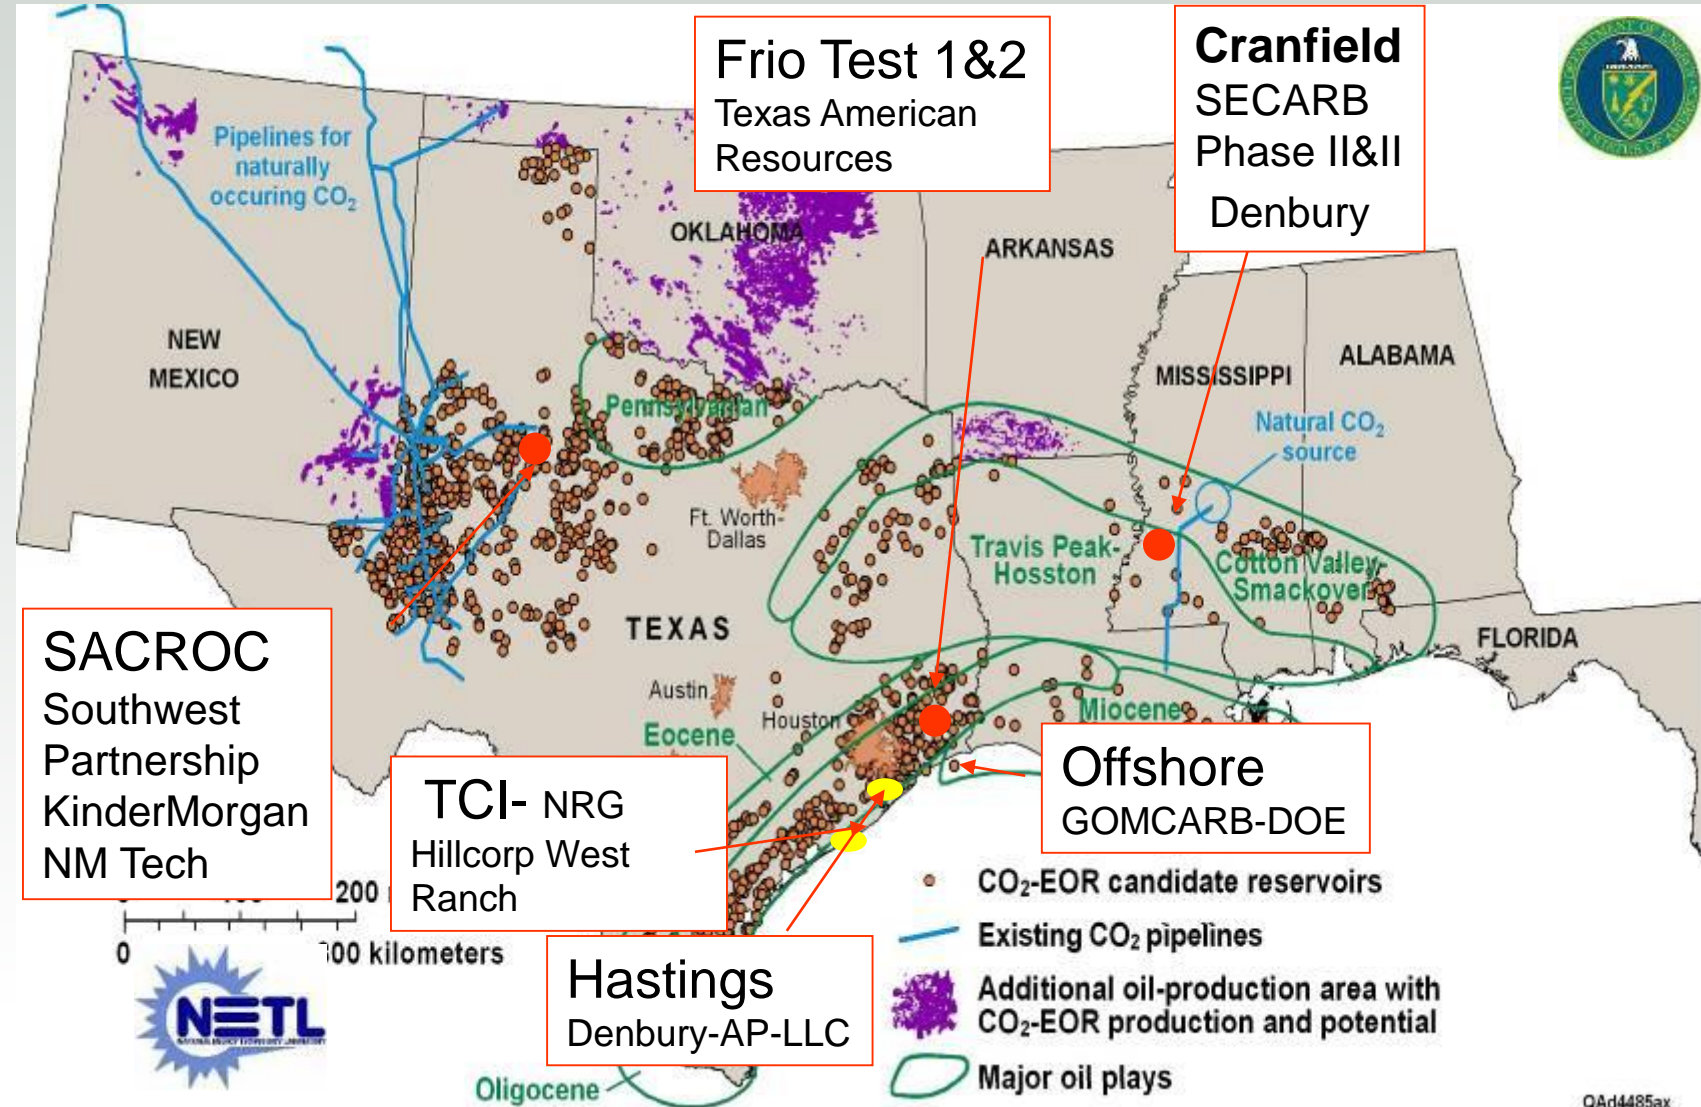 Frio Test 1&2
Texas American
Resources
Cranfield
SECARB
Phase II&II
Denbury
Pipelines for
naturally
occuring CO₂
OKLAHOMA
ARKANSAS
NEW
MEXICO
MISSISSIPPI
ALABAMA
Pennsylvanian
Natural CO₂
source
Ft. Worth-
Dallas
Travis Peak-
Hosston
Cotton Valley-
Smackover
TEXAS
FLORIDA
SACROC
Southwest
Partnership
KinderMorgan
NM Tech
Austin
Houston
Eocene
Miocene
TCI- NRG
Hillcorp West
Ranch
Offshore
GOMCARB-DOE
0 200
0 300 kilometers
Hastings
Denbury-AP-LLC
CO₂-EOR candidate reservoirs
Existing CO₂ pipelines
Additional oil-production area with
CO₂-EOR production and potential
Major oil plays
NETL
Oligocene
QAd4485ax